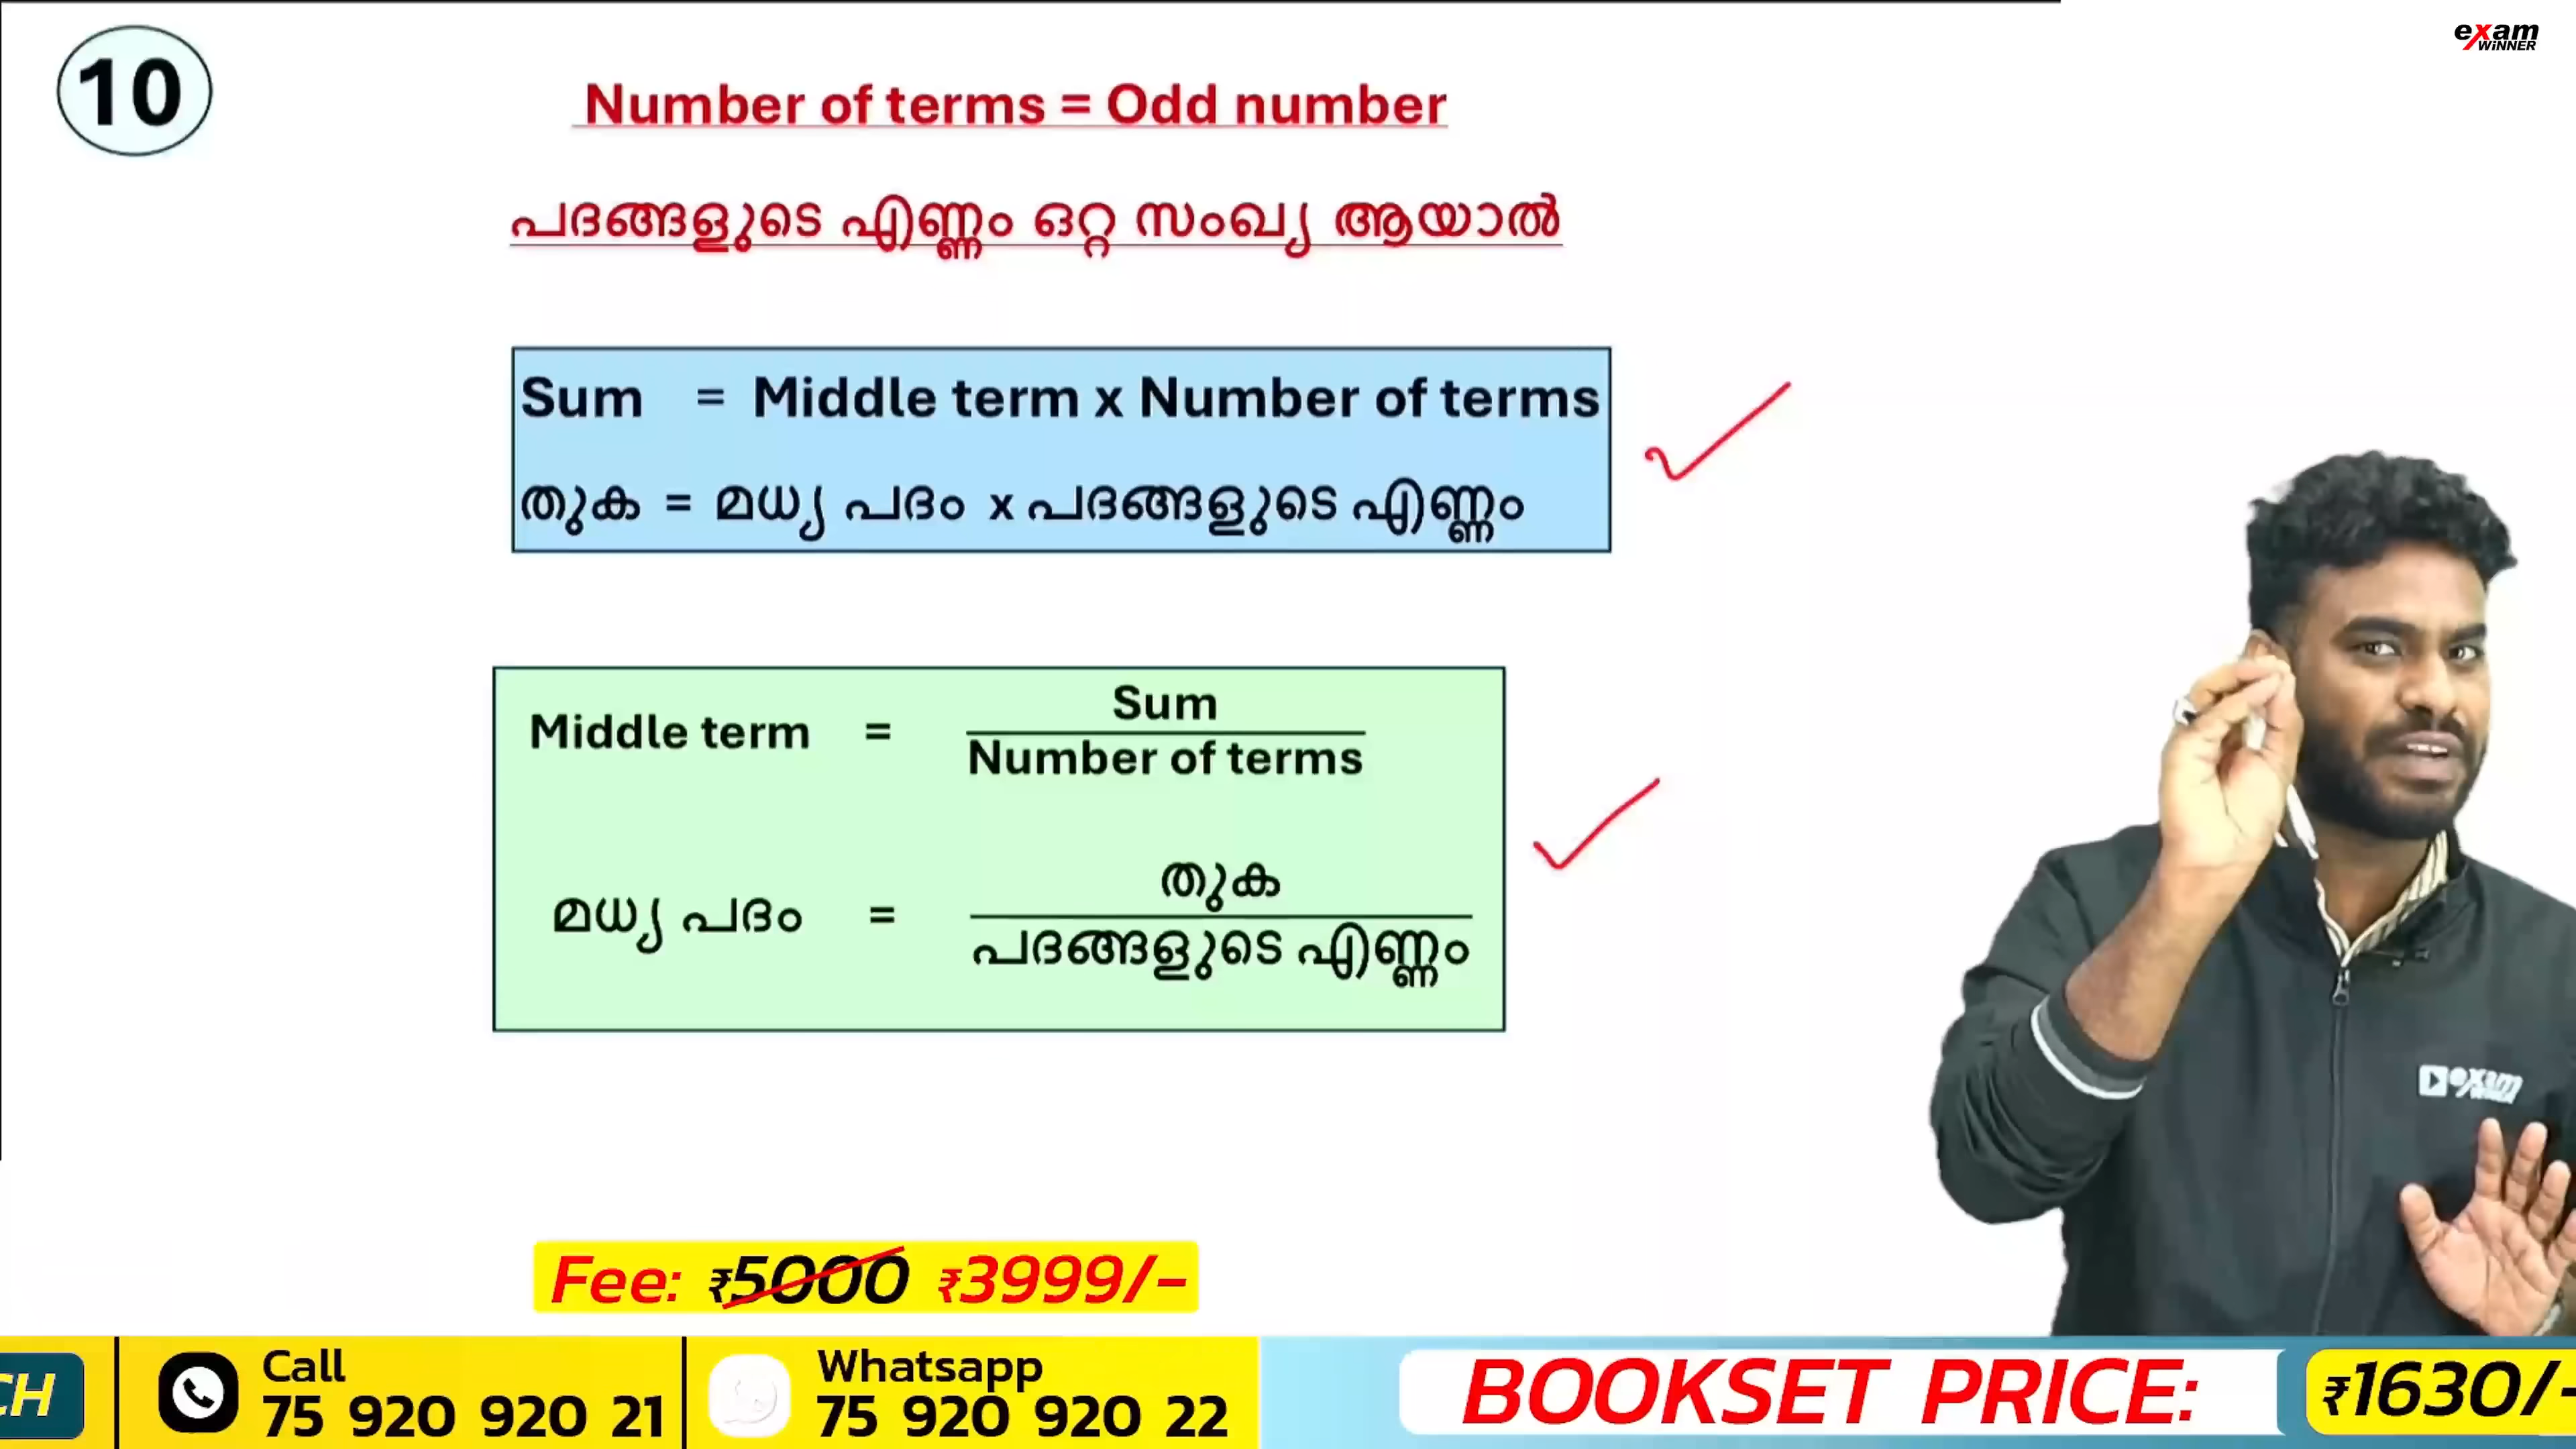 exam
WiNNER
10
Number of terms = Odd number
പദങ്ങളുടെ എണ്ണം ഒറ്റ സംഖ്യ ആയാൽ
Sum = Middle term x Number of terms
തുക = മധ്യ പദം x പദങ്ങളുടെ എണ്ണം
Middle term = Sum
Number of terms
മധ്യ പദം = തുക
പദങ്ങളുടെ എണ്ണം
exam
Fee: ₹5000 ₹3999/-
CH
Call
75 920 920 21
Whatsapp
75 920 920 22
BOOKSET PRICE:
₹1630/-